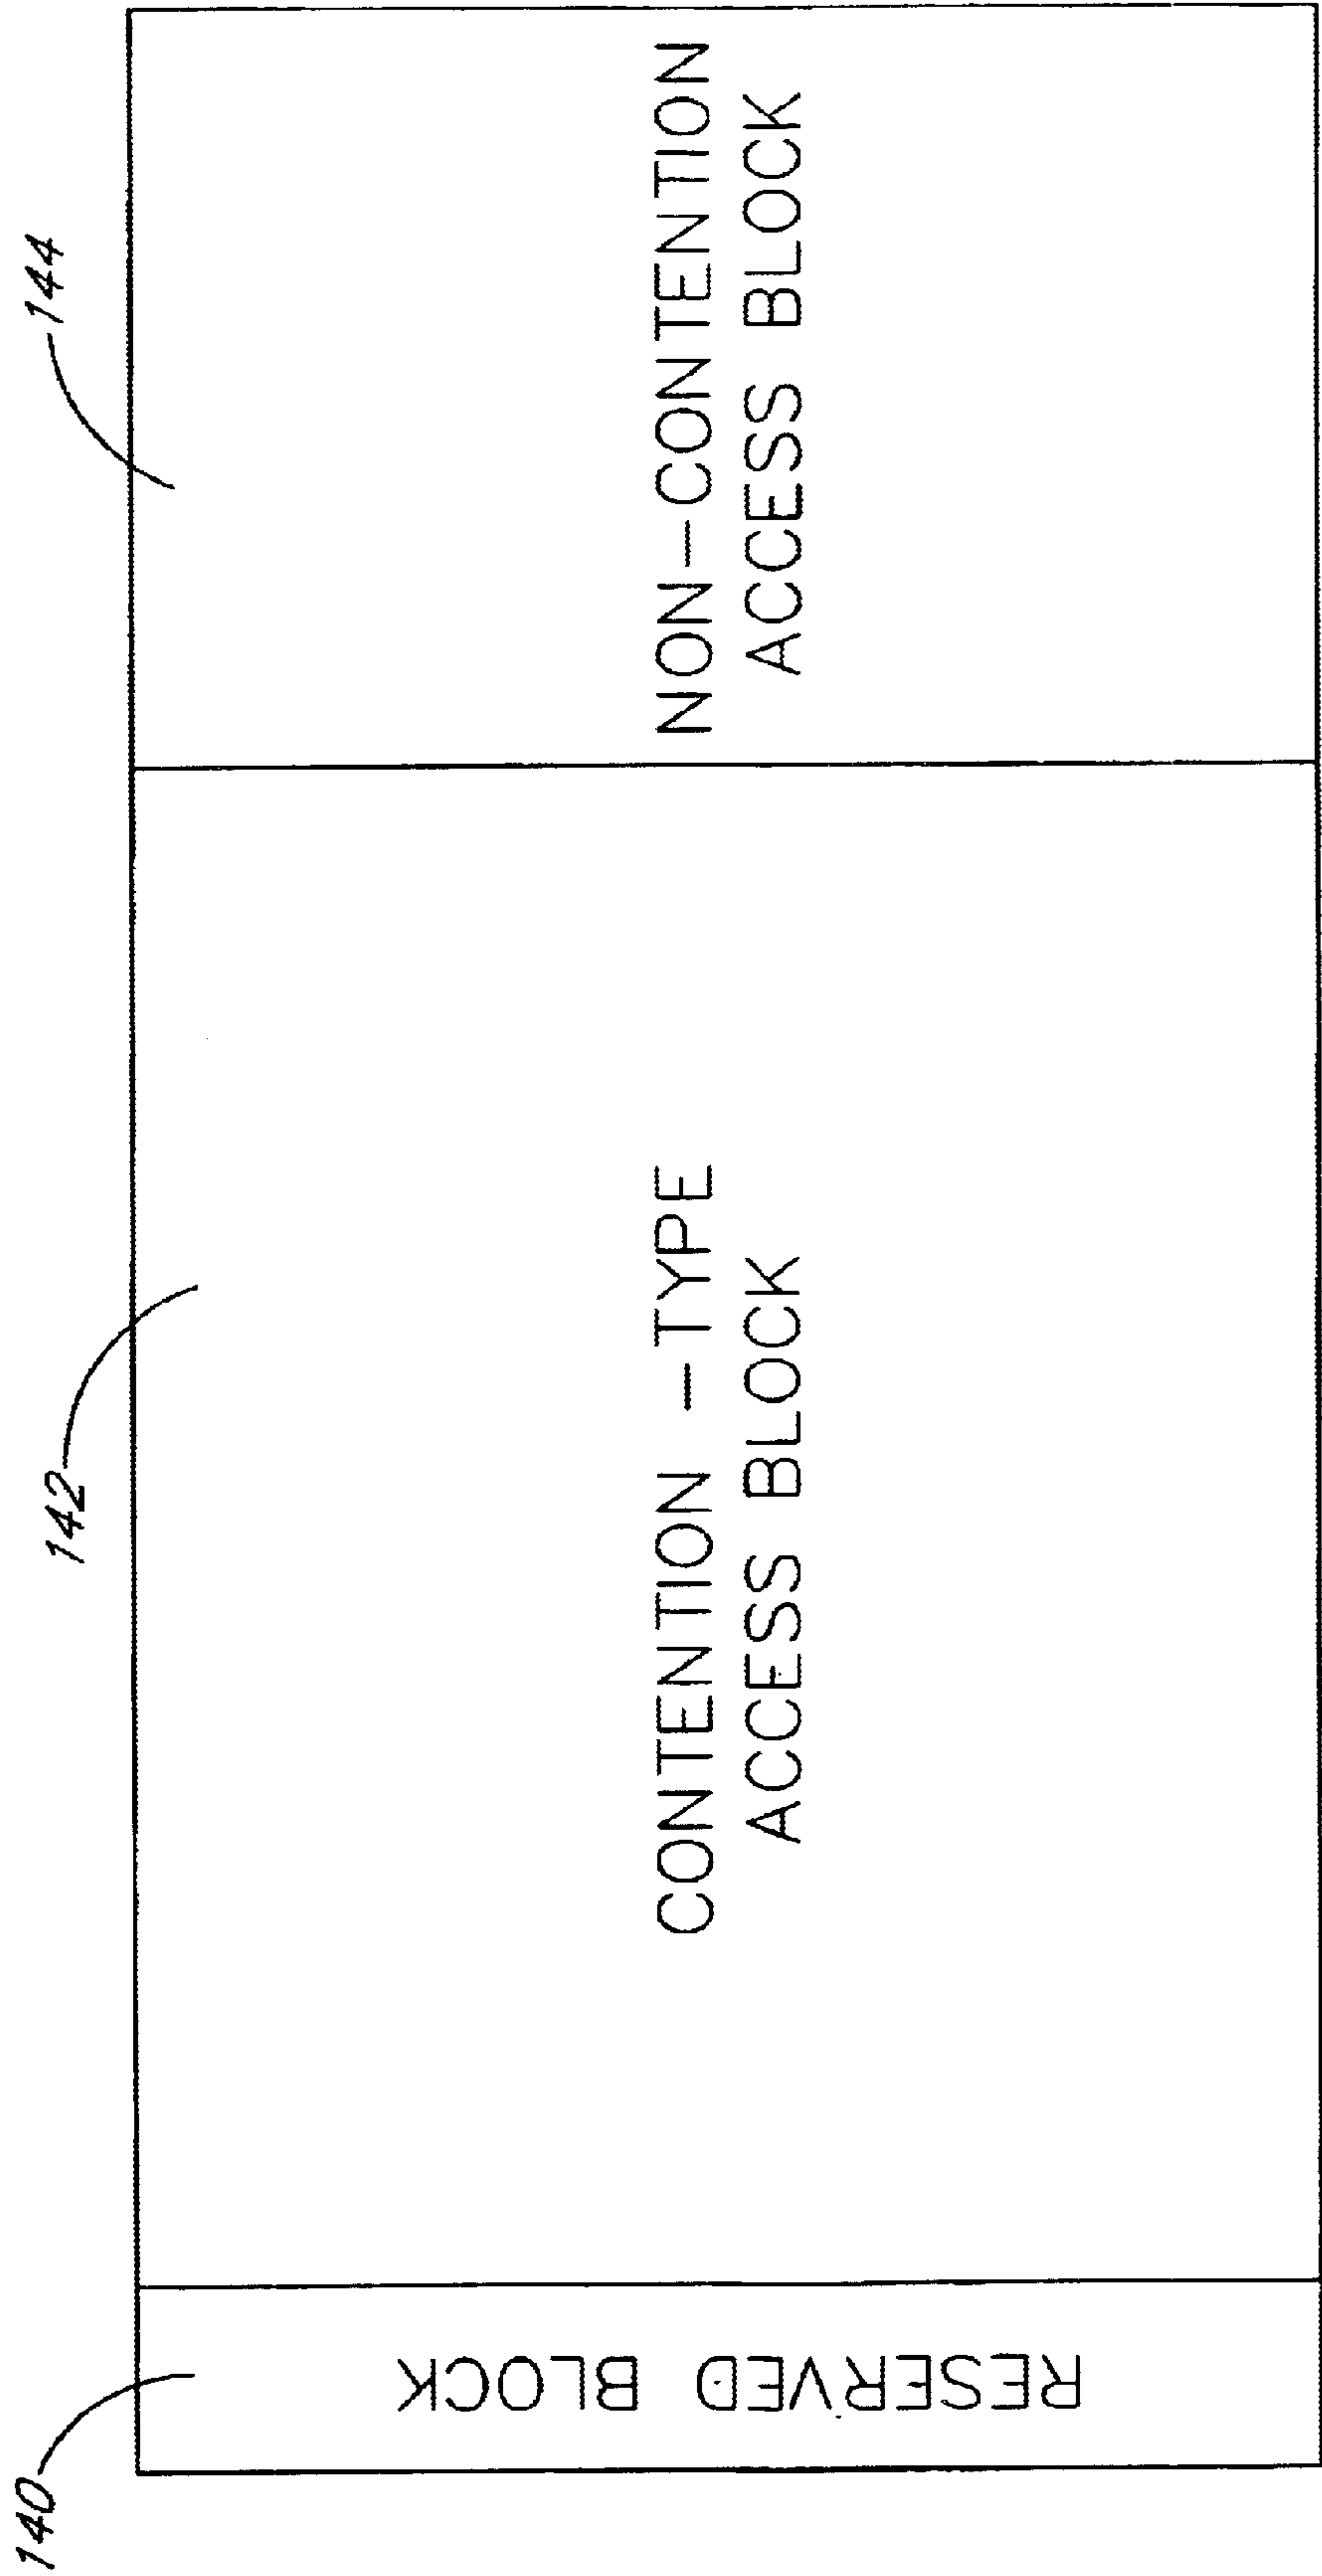 140
142
144
RESERVED BLOCK
CONTENTION -TYPE
ACCESS BLOCK
NON-CONTENTION
ACCESS BLOCK